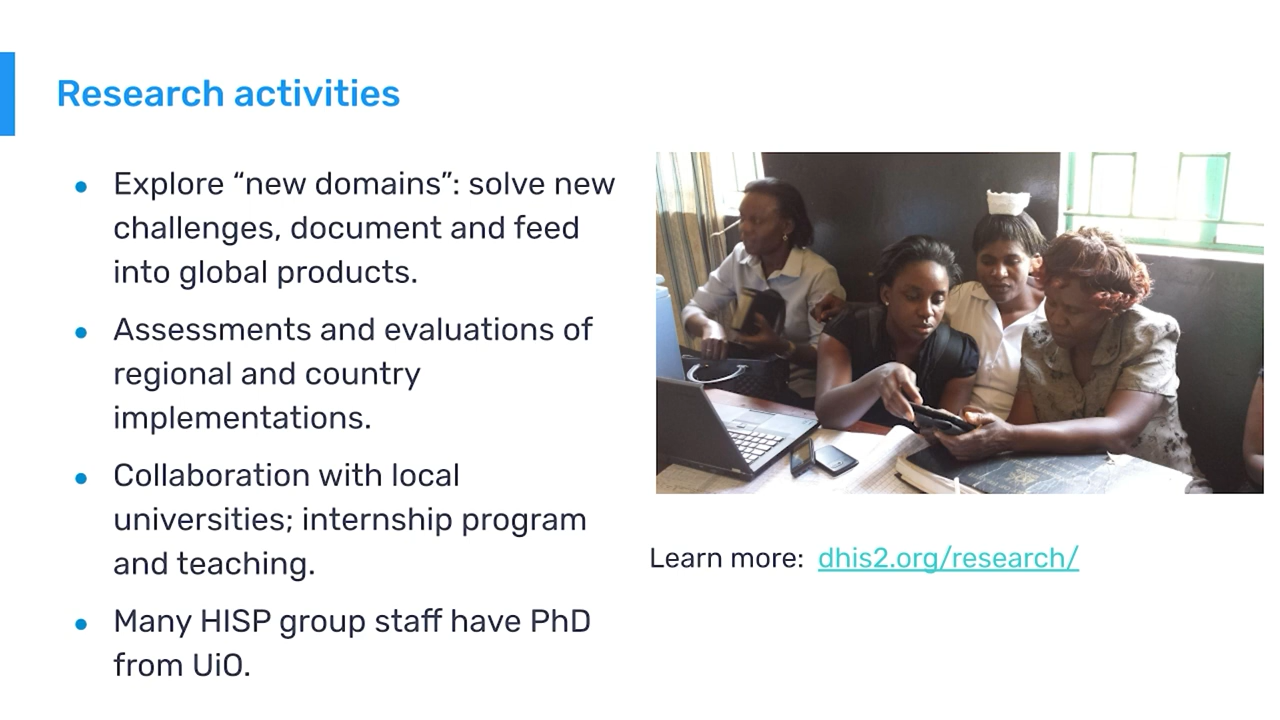 Research activities
Explore “new domains”: solve new
challenges, document and feed
into global products.
Assessments and evaluations of
regional and country
implementations.
Collaboration with local
universities; internship program
and teaching.
Many HISP group staff have PhD
from UiO.
Learn more: dhis2.org/research/